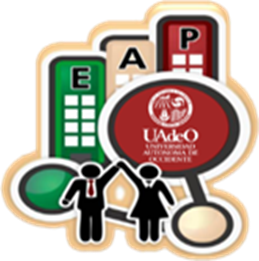 E A P
UAdeO
UNIVERSIDAD
AUTÓNOMA DE
OCCIDENTE